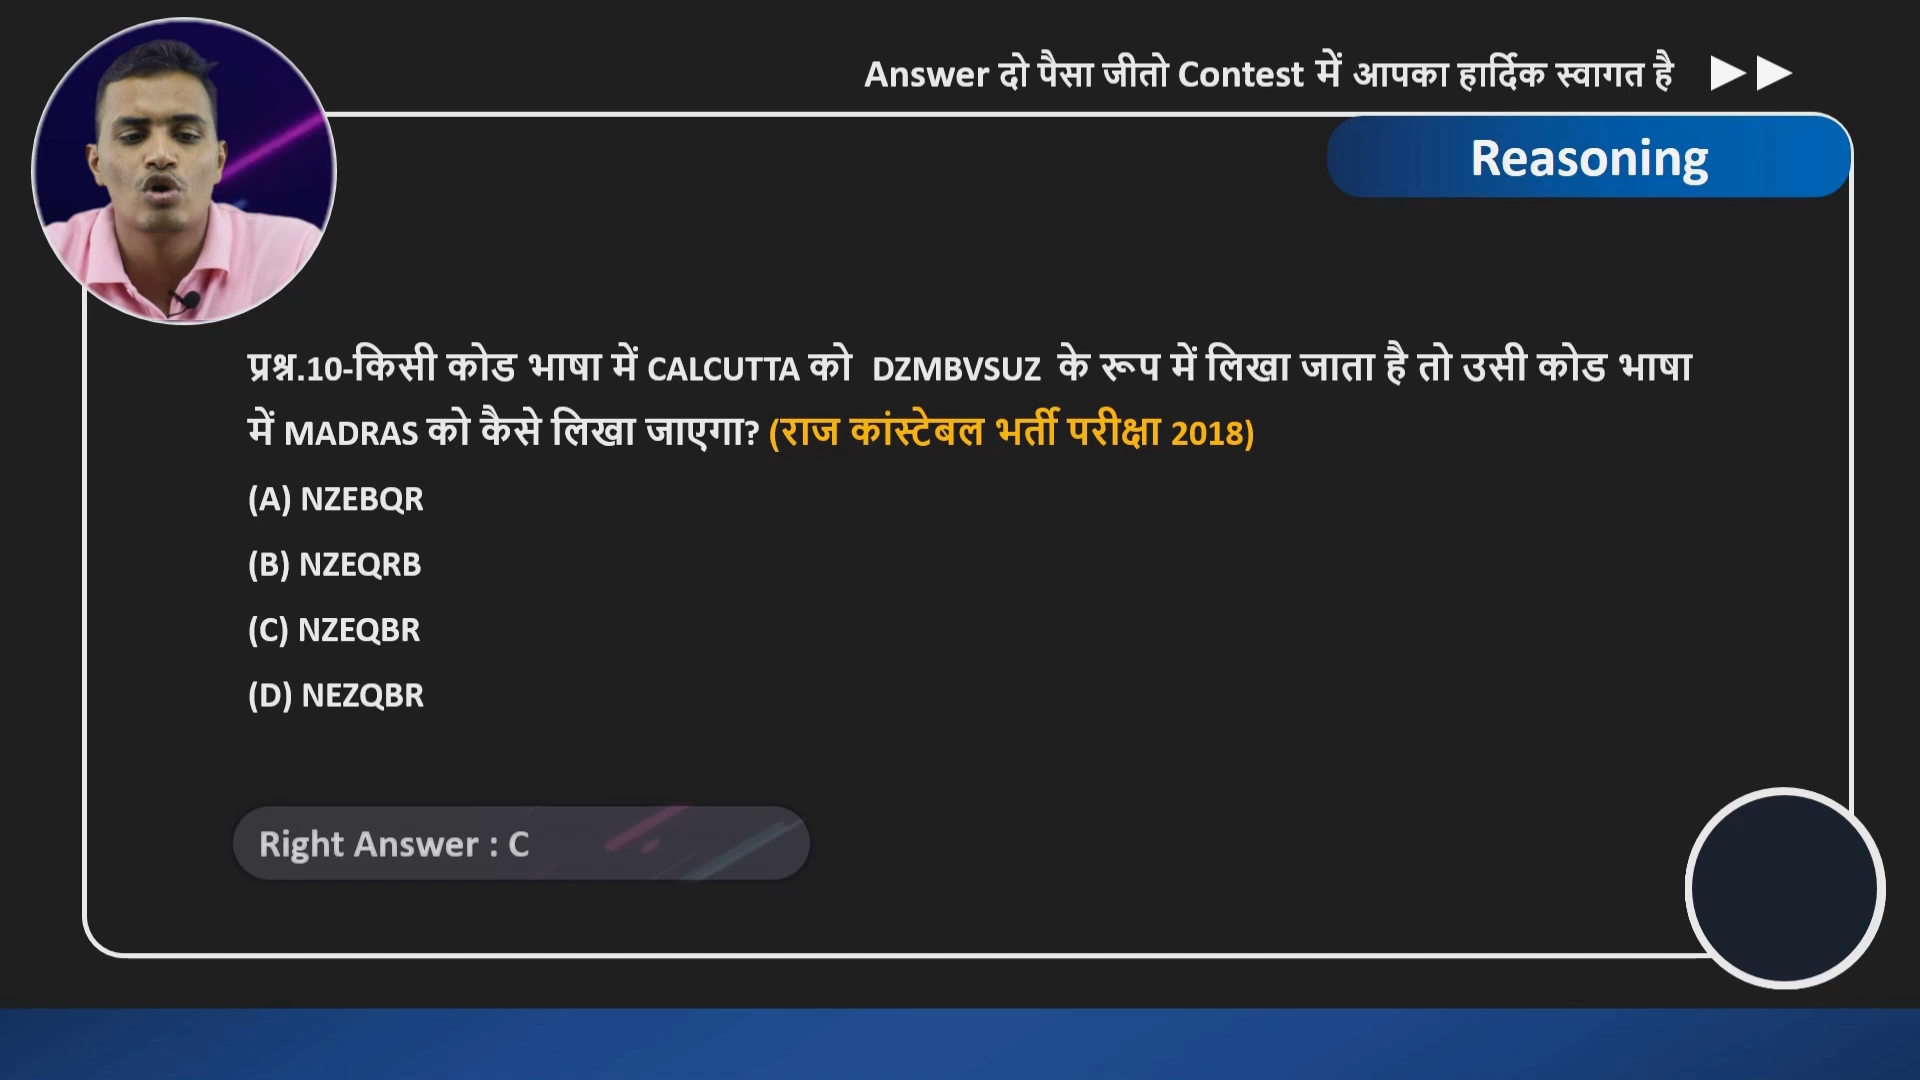 Answer दो पैसा जीतो Contest में आपका हार्दिक स्वागत है
Reasoning
प्रश्न.10-किसी कोड भाषा में CALCUTTA को DZMBVSUZ के रूप में लिखा जाता है तो उसी कोड भाषा
में MADRAS को कैसे लिखा जाएगा? (राज कांस्टेबल भर्ती परीक्षा 2018)
(A) NZEBQR
(B) NZEQRB
(C) NZEQBR
(D) NEZQBR
Right Answer : C